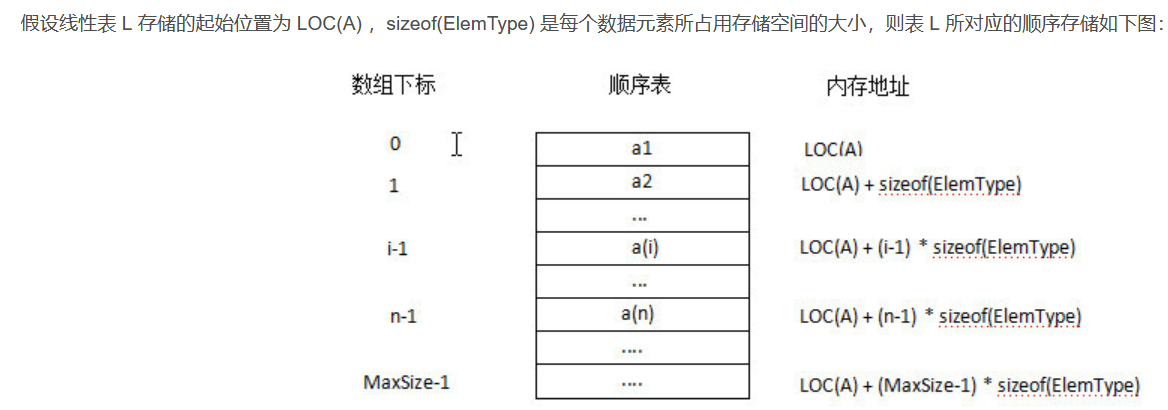 假设线性表 L 存储的起始位置为 LOC(A) ，sizeof(ElemType) 是每个数据元素所占用存储空间的大小，则表 L 所对应的顺序存储如下图：
数组下标 顺序表 内存地址
0 a1 LOC(A)
1 a2 LOC(A) + sizeof(ElemType)
...
i-1 a(i) LOC(A) + (i-1) * sizeof(ElemType)
...
n-1 a(n) LOC(A) + (n-1) * sizeof(ElemType)
....
MaxSize-1 .... LOC(A) + (MaxSize-1) * sizeof(ElemType)